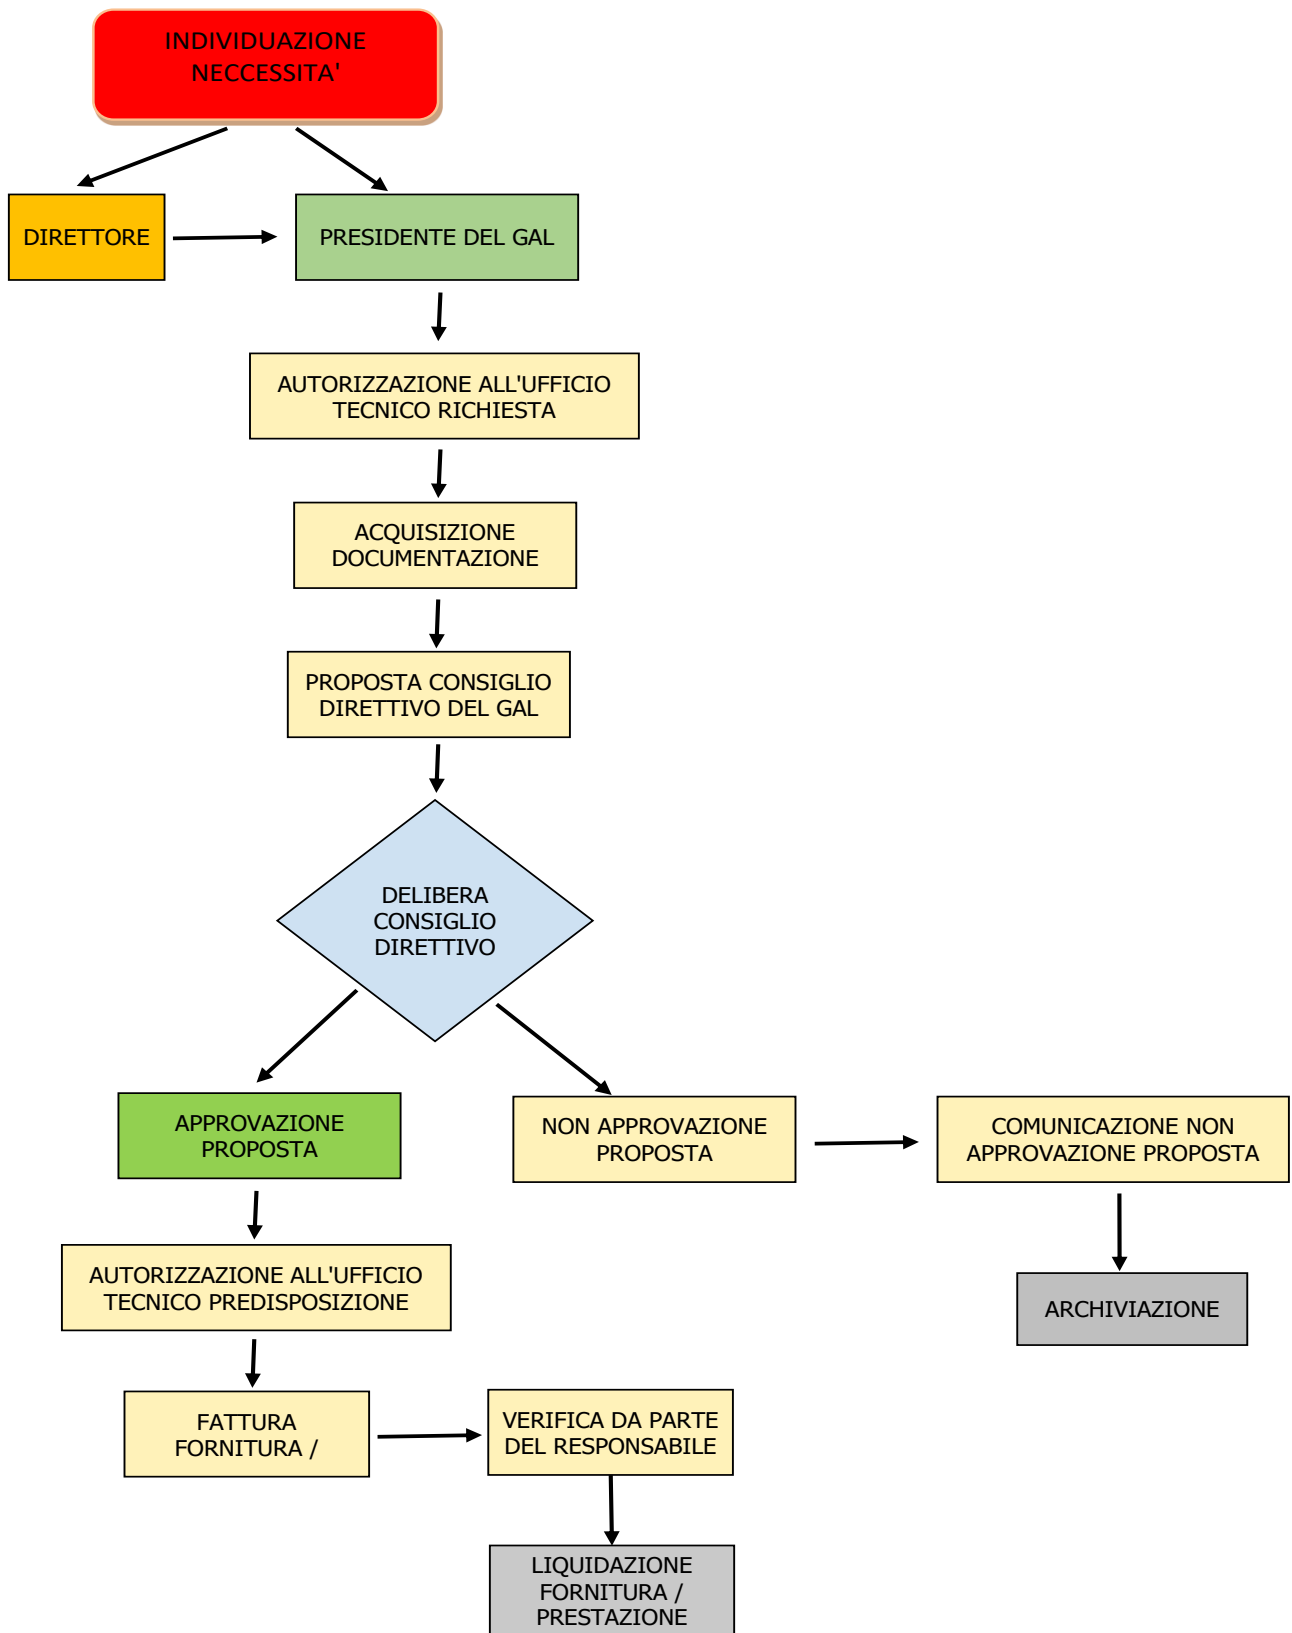 INDIVIDUAZIONE
NECCESSITA'
DIRETTORE
PRESIDENTE DEL GAL
AUTORIZZAZIONE ALL'UFFICIO
TECNICO RICHIESTA
ACQUISIZIONE
DOCUMENTAZIONE
PROPOSTA CONSIGLIO
DIRETTIVO DEL GAL
DELIBERA
CONSIGLIO
DIRETTIVO
APPROVAZIONE
PROPOSTA
NON APPROVAZIONE
PROPOSTA
COMUNICAZIONE NON
APPROVAZIONE PROPOSTA
AUTORIZZAZIONE ALL'UFFICIO
TECNICO PREDISPOSIZIONE
ARCHIVIAZIONE
FATTURA
FORNITURA /
VERIFICA DA PARTE
DEL RESPONSABILE
LIQUIDAZIONE
FORNITURA /
PRESTAZIONE